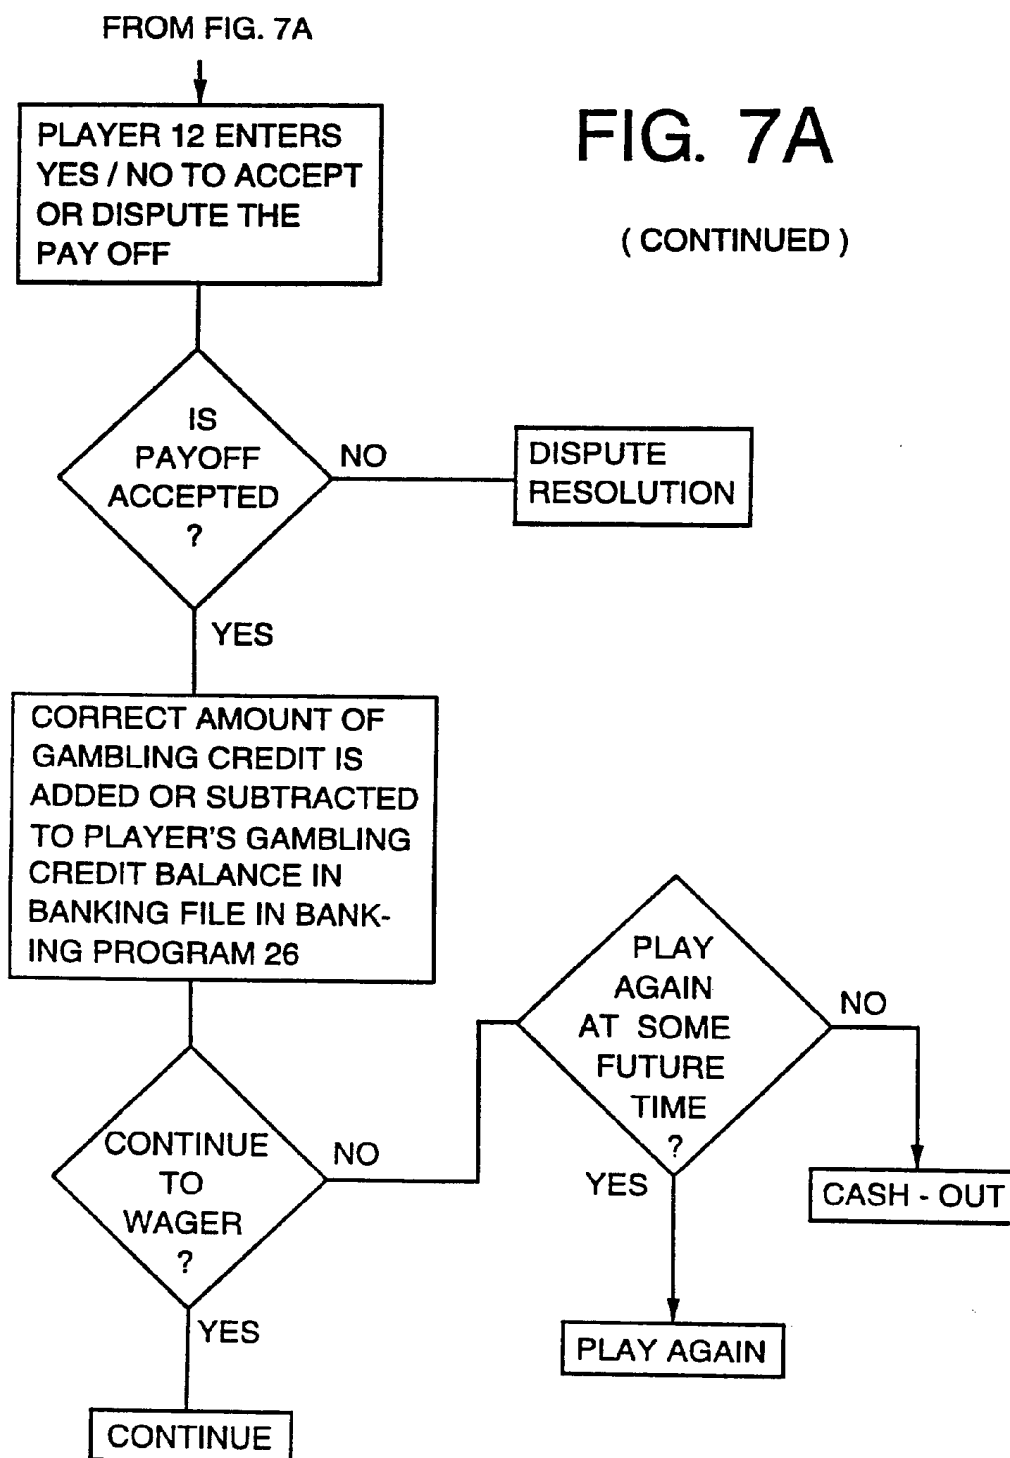 FROM FIG. 7A
FIG. 7A
( CONTINUED )
PLAYER 12 ENTERS
YES / NO TO ACCEPT
OR DISPUTE THE
PAY OFF
IS
PAYOFF
ACCEPTED
?
NO
DISPUTE
RESOLUTION
YES
CORRECT AMOUNT OF
GAMBLING CREDIT IS
ADDED OR SUBTRACTED
TO PLAYER'S GAMBLING
CREDIT BALANCE IN
BANKING FILE IN BANK-
ING PROGRAM 26
CONTINUE
TO
WAGER
?
NO
PLAY
AGAIN
AT SOME
FUTURE
TIME
?
NO
CASH - OUT
YES
PLAY AGAIN
YES
CONTINUE